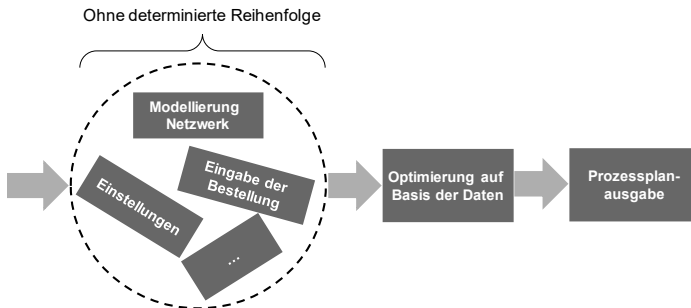 Ohne determinierte Reihenfolge
Modellierung
Netzwerk
Eingabe der
Bestellung
Einstellungen
...
Optimierung auf
Basis der Daten
Prozessplan-
ausgabe